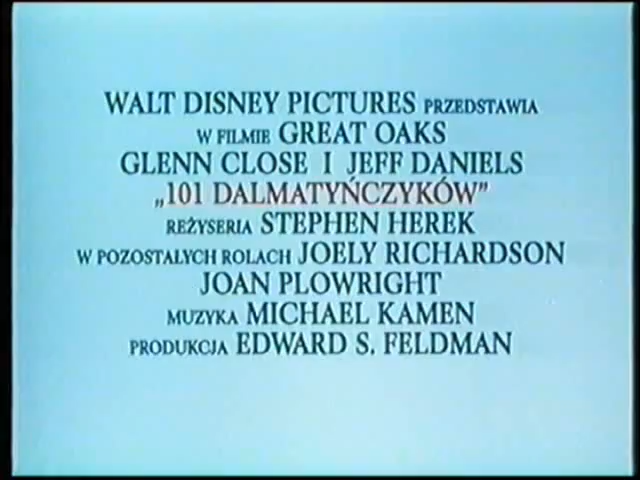 WALT DISNEY PICTURES PRZEDSTAWIA
W FILMIE GREAT OAKS
GLENN CLOSE I JEFF DANIELS
„101 DALMATYŃCZYKÓW”
REŻYSERIA STEPHEN HEREK
W POZOSTAŁYCH ROLACH JOELY RICHARDSON
JOAN PLOWRIGHT
MUZYKA MICHAEL KAMEN
PRODUKCJA EDWARD S. FELDMAN